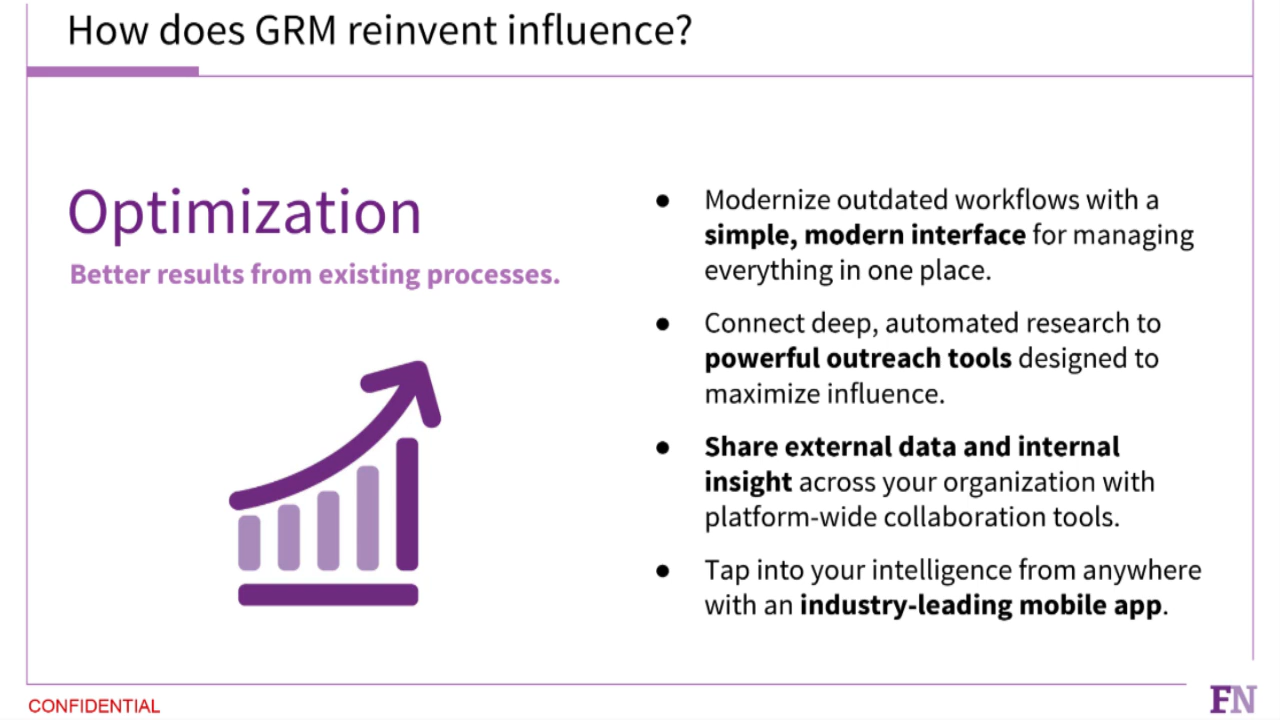 How does GRM reinvent influence?
Optimization
Better results from existing processes.
● Modernize outdated workflows with a
simple, modern interface for managing
everything in one place.
● Connect deep, automated research to
powerful outreach tools designed to
maximize influence.
● Share external data and internal
insight across your organization with
platform-wide collaboration tools.
● Tap into your intelligence from anywhere
with an industry-leading mobile app.
CONFIDENTIAL
FN